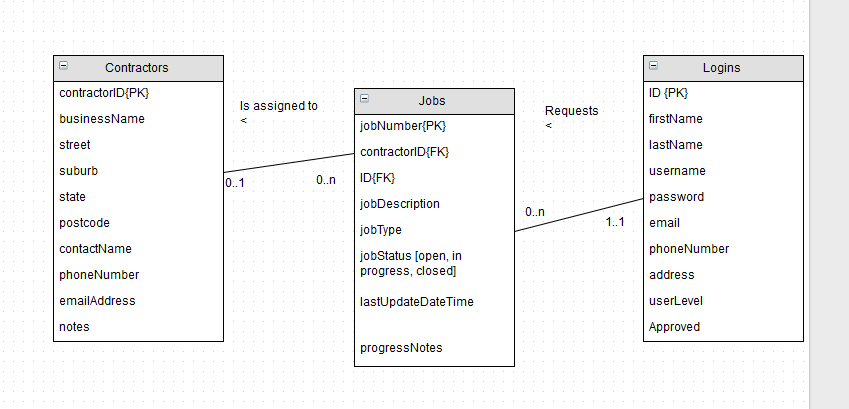 Contractors
contractorID{PK}
businessName
street
suburb
state
postcode
contactName
phoneNumber
emailAddress
notes
Is assigned to
<
0..1
0..n
Jobs
jobNumber{PK}
contractorID{FK}
ID{FK}
jobDescription
jobType
jobStatus [open, in
progress, closed]
lastUpdateDateTime
progressNotes
Requests
<
0..n
1..1
Logins
ID {PK}
firstName
lastName
username
password
email
phoneNumber
address
userLevel
Approved